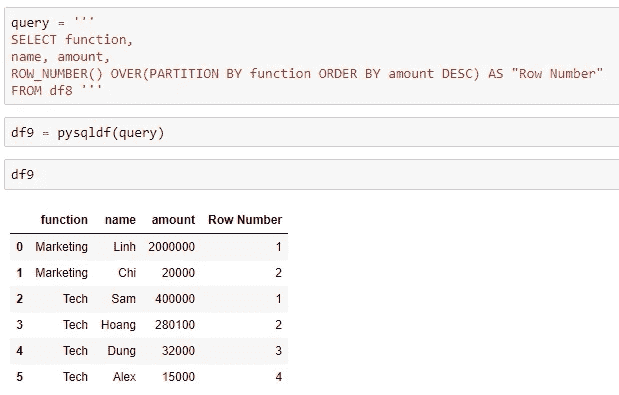 query = '''
SELECT function,
name, amount,
ROW_NUMBER() OVER(PARTITION BY function ORDER BY amount DESC) AS "Row Number"
FROM df8 '''
df9 = pysqldf(query)
df9
function name amount Row Number
0 Marketing Linh 2000000 1
1 Marketing Chi 20000 2
2 Tech Sam 400000 1
3 Tech Hoang 280100 2
4 Tech Dung 32000 3
5 Tech Alex 15000 4